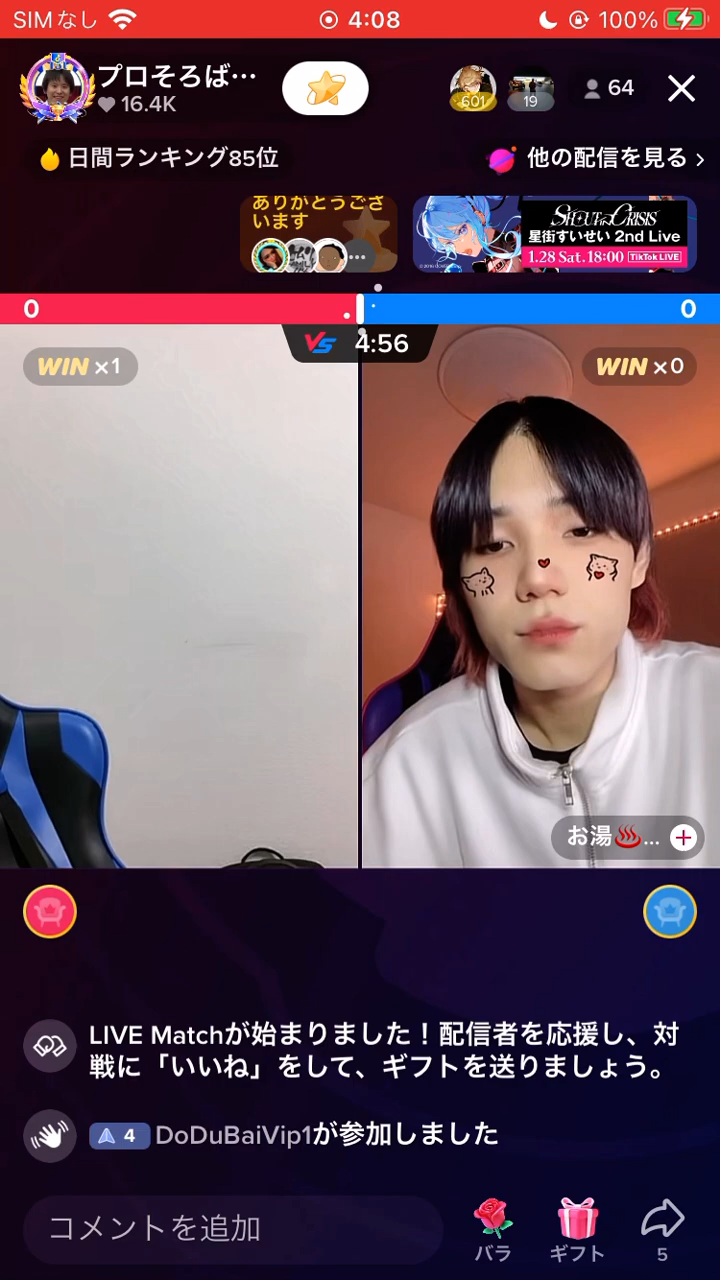 SIMなし 4:08 100%
プロそろば…
16.4K
601
19
64
日間ランキング85位
他の配信を見る
ありがとうござ
います
SHOUT in CRISIS
星街すいせい 2nd Live
1.28 Sat. 18:00 TikTok LIVE
0
0
VS 4:56
WIN ×1
WIN ×0
お湯♨️...
LIVE Matchが始まりました！配信者を応援し、対
戦に「いいね」をして、ギフトを送りましょう。
4 DoDuBaiVip1が参加しました
コメントを追加
バラ
ギフト
5